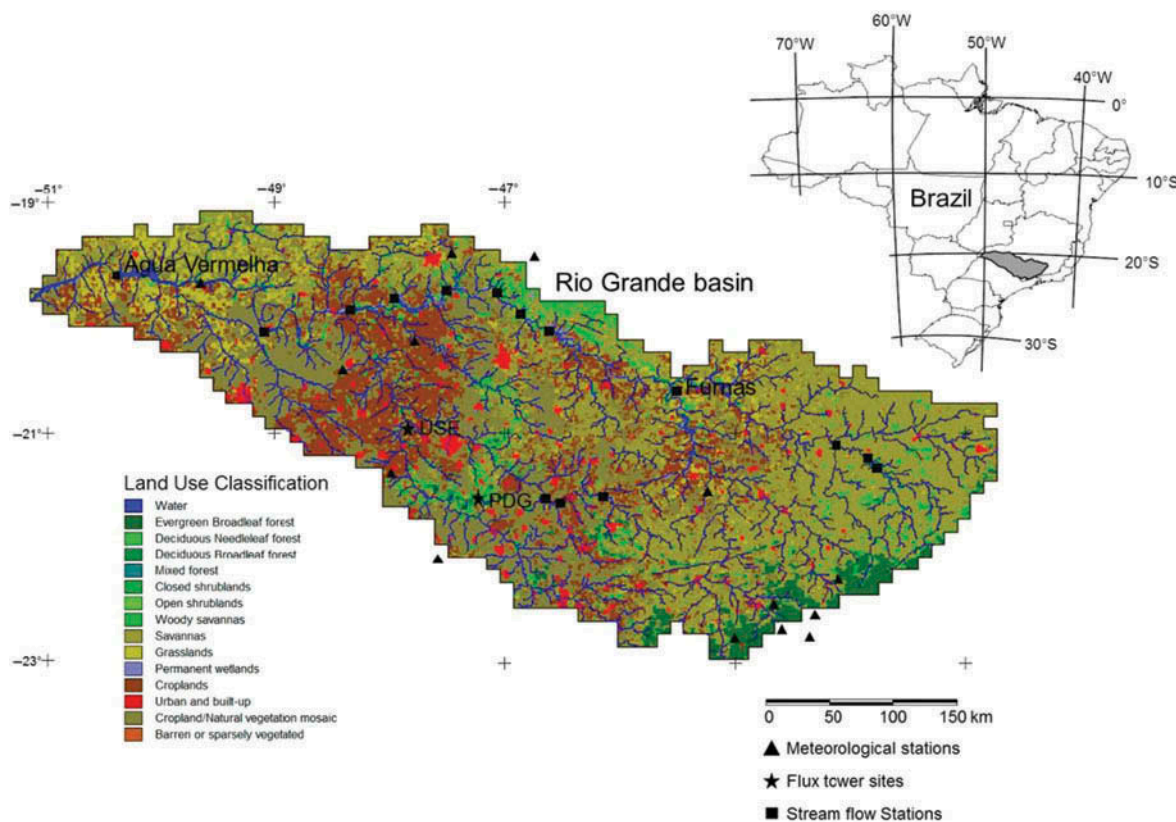 60°W
70°W
50°W
40°W
0°
10°S
Brazil
20°S
30°S
−51°
−49°
−47°
−19°
Agua Vermelha
Rio Grande basin
Furnas
−21°
USE
PDG
Land Use Classification
Water
Evergreen Broadleaf forest
Deciduous Needleleaf forest
Deciduous Broadleaf forest
Mixed forest
Closed shrublands
Open shrublands
Woody savannas
Savannas
Grasslands
Permanent wetlands
Croplands
Urban and built-up
Cropland/Natural vegetation mosaic
Barren or sparsely vegetated
−23°
0 50 100 150 km
Meteorological stations
Flux tower sites
Stream flow Stations